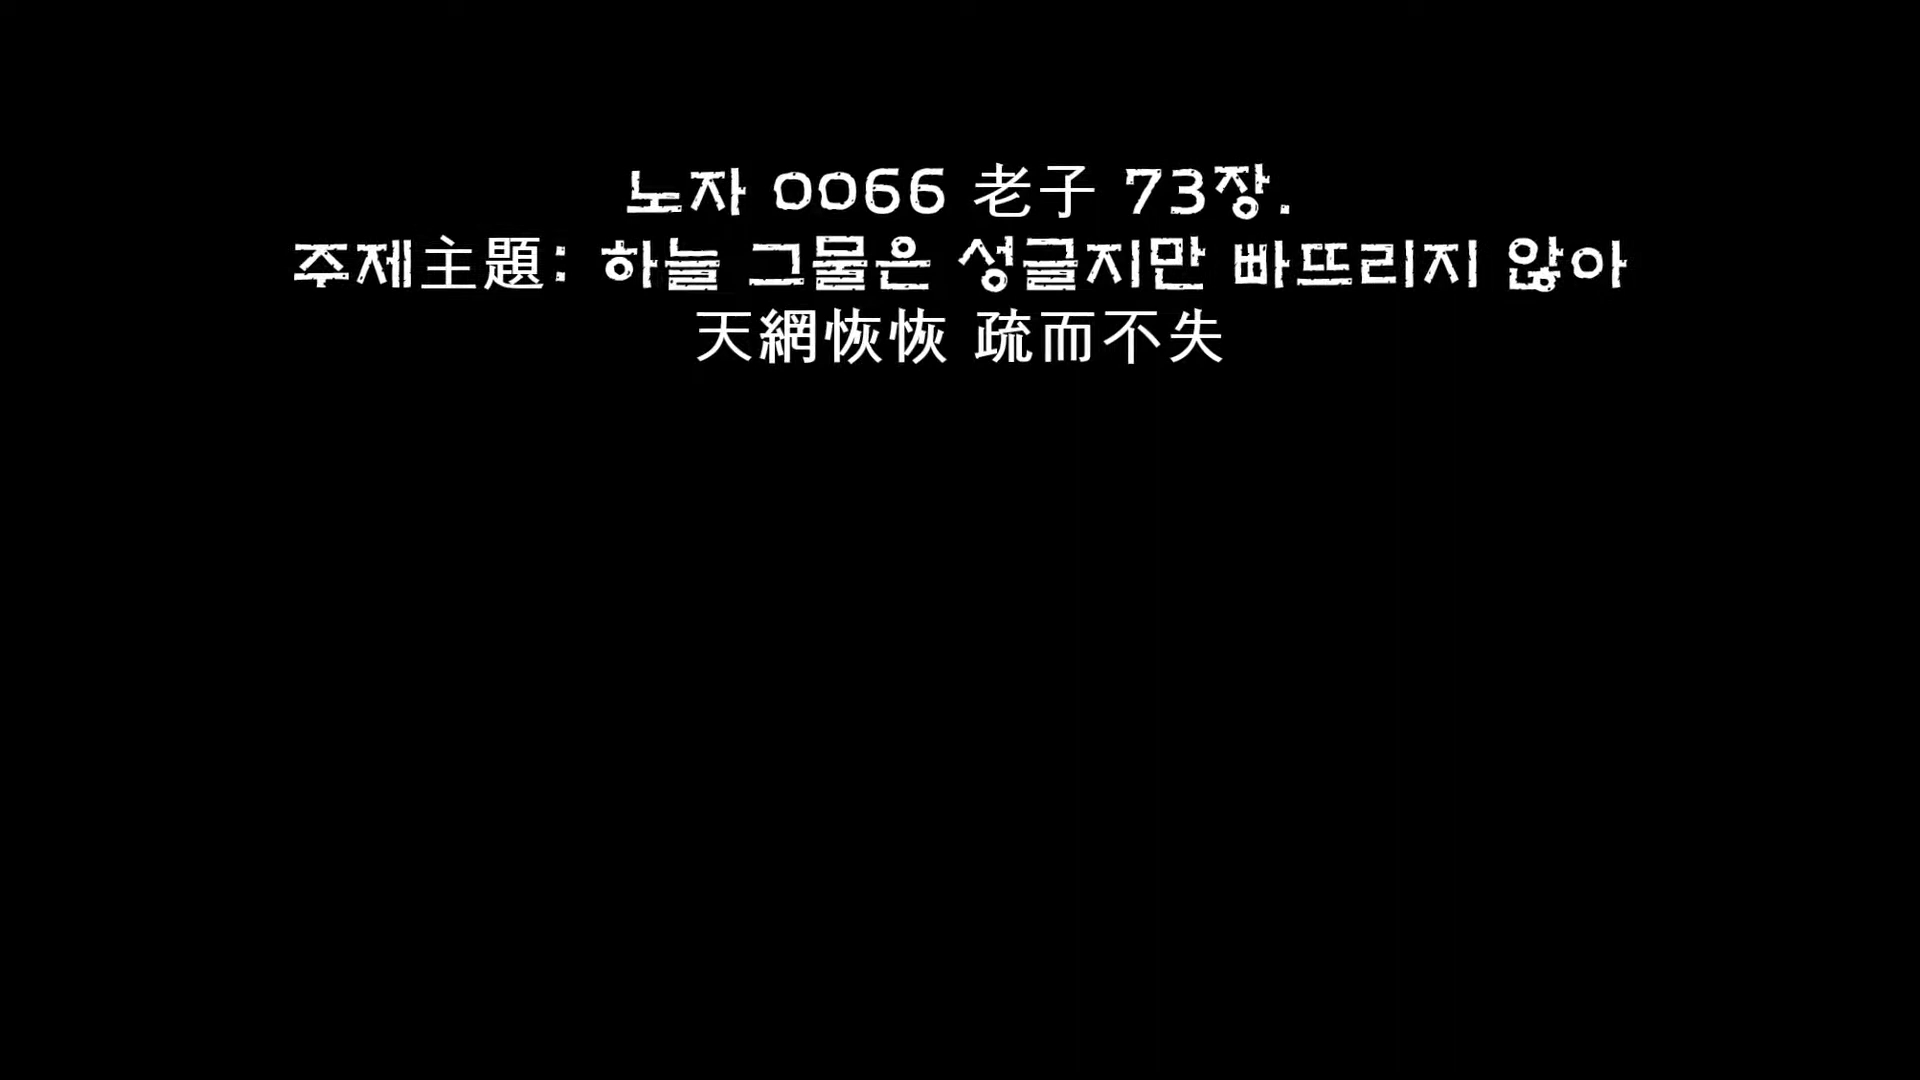 노자 0066 老子 73장.
주제主題: 하늘 그물은 성글지만 빠뜨리지 않아
天網恢恢 疏而不失